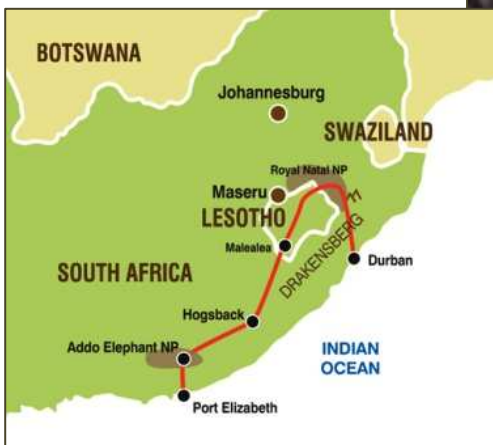 BOTSWANA
Johannesburg
SWAZILAND
Royal Natal NP
Maseru
LESOTHO
Malealea
DRAKENSBERG
Durban
SOUTH AFRICA
Hogsback
Addo Elephant NP
INDIAN
OCEAN
Port Elizabeth